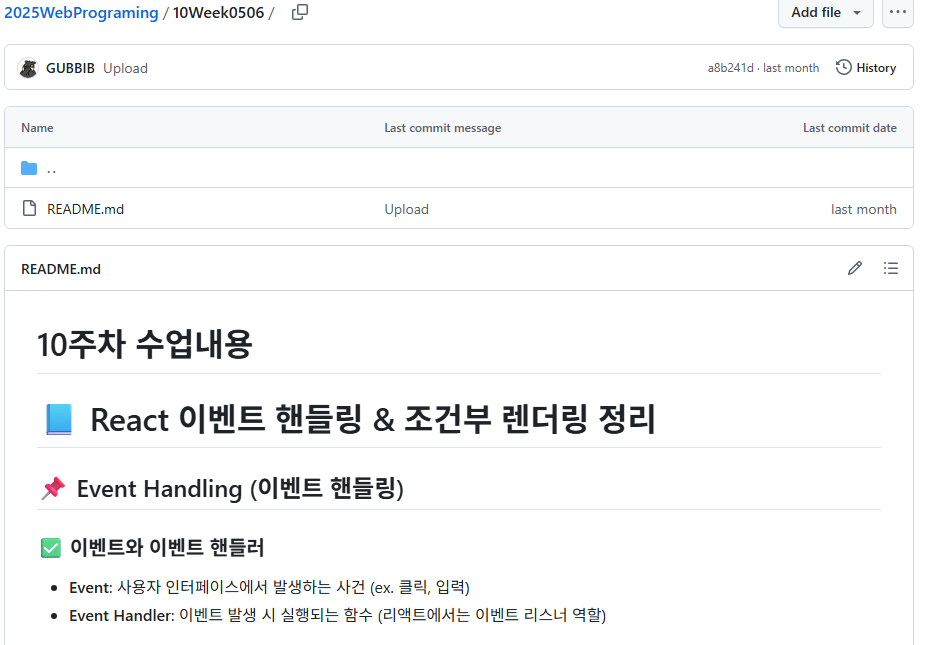 2025WebPrograming / 10Week0506 /
Add file
GUBBIB Upload
a8b241d · last month
History
Name Last commit message Last commit date
..
README.md Upload last month
README.md
10주차 수업내용
React 이벤트 핸들링 & 조건부 렌더링 정리
Event Handling (이벤트 핸들링)
이벤트와 이벤트 핸들러
Event: 사용자 인터페이스에서 발생하는 사건 (ex. 클릭, 입력)
Event Handler: 이벤트 발생 시 실행되는 함수 (리액트에서는 이벤트 리스너 역할)